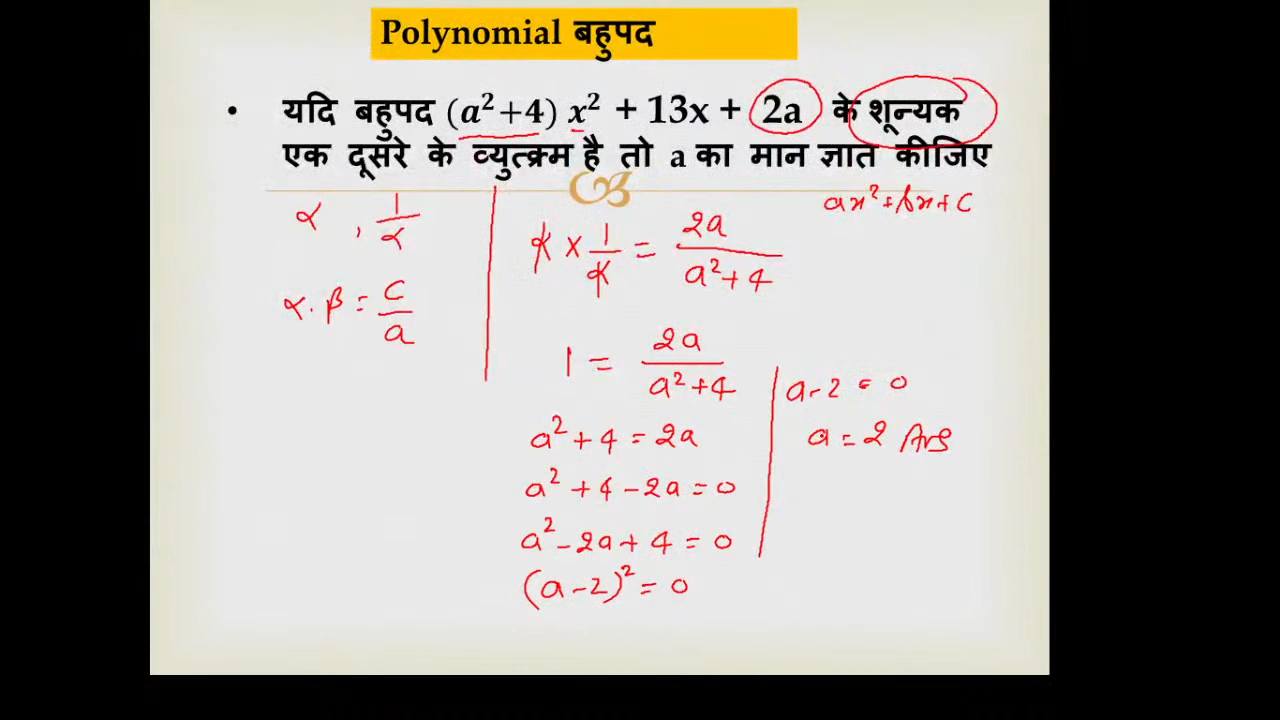 Polynomial बहुपद
• यदि बहुपद (a²+4) x² + 13x + 2a के शून्यक
एक दूसरे के व्युत्क्रम है तो a का मान ज्ञात कीजिए
ax²+bx+c
α , 1/α
α.β = c/a
α × 1/α = 2a/(a²+4)
1 = 2a/(a²+4)
a²+4 = 2a
a²+4-2a=0
a²-2a+4=0
(a-2)²=0
a-2=0
a=2 Ans